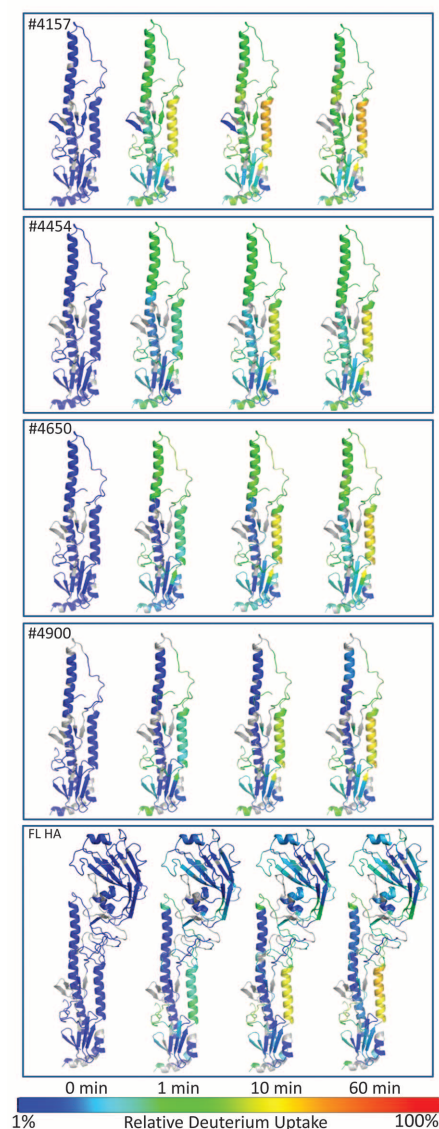 #4157
#4454
#4650
#4900
FL HA
0 min 1 min 10 min 60 min
1% Relative Deuterium Uptake 100%